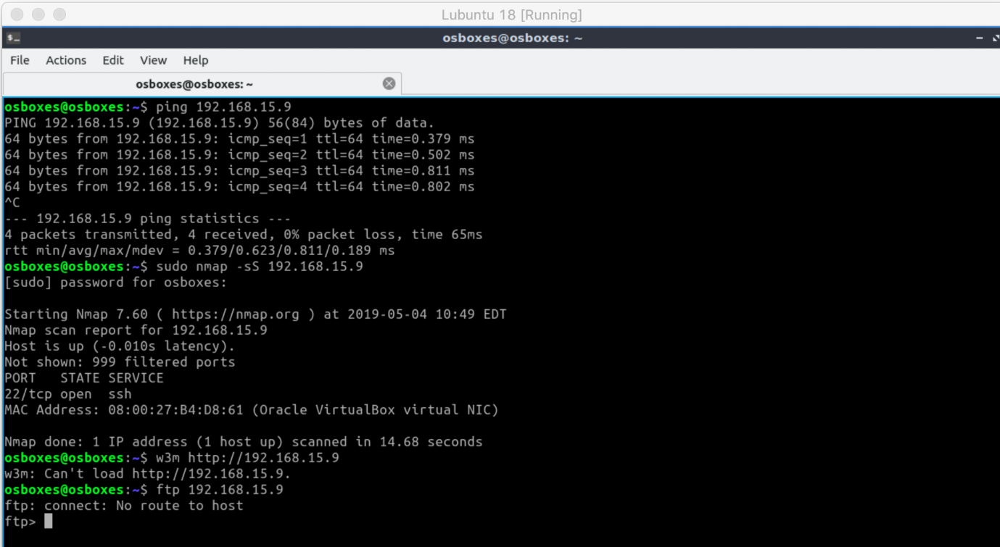 Lubuntu 18 [Running]
$_ osboxes@osboxes: ~
File Actions Edit View Help
osboxes@osboxes: ~
osboxes@osboxes:~$ ping 192.168.15.9
PING 192.168.15.9 (192.168.15.9) 56(84) bytes of data.
64 bytes from 192.168.15.9: icmp_seq=1 ttl=64 time=0.379 ms
64 bytes from 192.168.15.9: icmp_seq=2 ttl=64 time=0.502 ms
64 bytes from 192.168.15.9: icmp_seq=3 ttl=64 time=0.811 ms
64 bytes from 192.168.15.9: icmp_seq=4 ttl=64 time=0.802 ms
^C
--- 192.168.15.9 ping statistics ---
4 packets transmitted, 4 received, 0% packet loss, time 65ms
rtt min/avg/max/mdev = 0.379/0.623/0.811/0.189 ms
osboxes@osboxes:~$ sudo nmap -sS 192.168.15.9
[sudo] password for osboxes:
Starting Nmap 7.60 ( https://nmap.org ) at 2019-05-04 10:49 EDT
Nmap scan report for 192.168.15.9
Host is up (-0.010s latency).
Not shown: 999 filtered ports
PORT   STATE SERVICE
22/tcp open  ssh
MAC Address: 08:00:27:B4:D8:61 (Oracle VirtualBox virtual NIC)
Nmap done: 1 IP address (1 host up) scanned in 14.68 seconds
osboxes@osboxes:~$ w3m http://192.168.15.9
w3m: Can't load http://192.168.15.9.
osboxes@osboxes:~$ ftp 192.168.15.9
ftp: connect: No route to host
ftp>